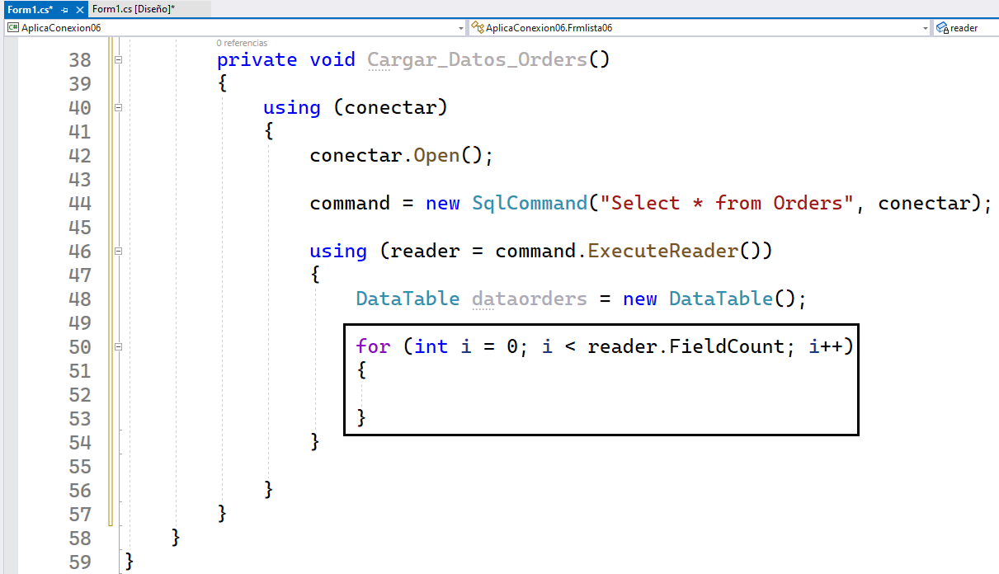 Form1.cs* Form1.cs [Diseño]*
AplicaConexion06 AplicaConexion06.Frmlista06 reader
0 referencias
38 private void Cargar_Datos_Orders()
39 {
40 using (conectar)
41 {
42 conectar.Open();
43
44 command = new SqlCommand("Select * from Orders", conectar);
45
46 using (reader = command.ExecuteReader())
47 {
48 DataTable dataorders = new DataTable();
49
50 for (int i = 0; i < reader.FieldCount; i++)
51 {
52
53 }
54 }
55
56 }
57 }
58 }
59 }